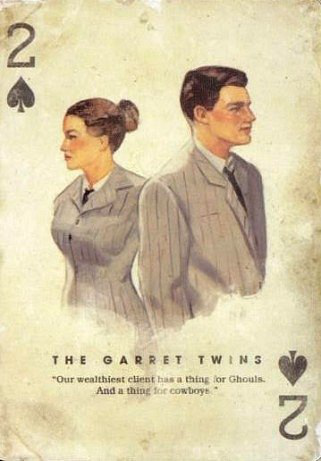 2
THE GARRET TWINS
"Our wealthiest client has a thing for Ghouls.
And a thing for cowboys."
2